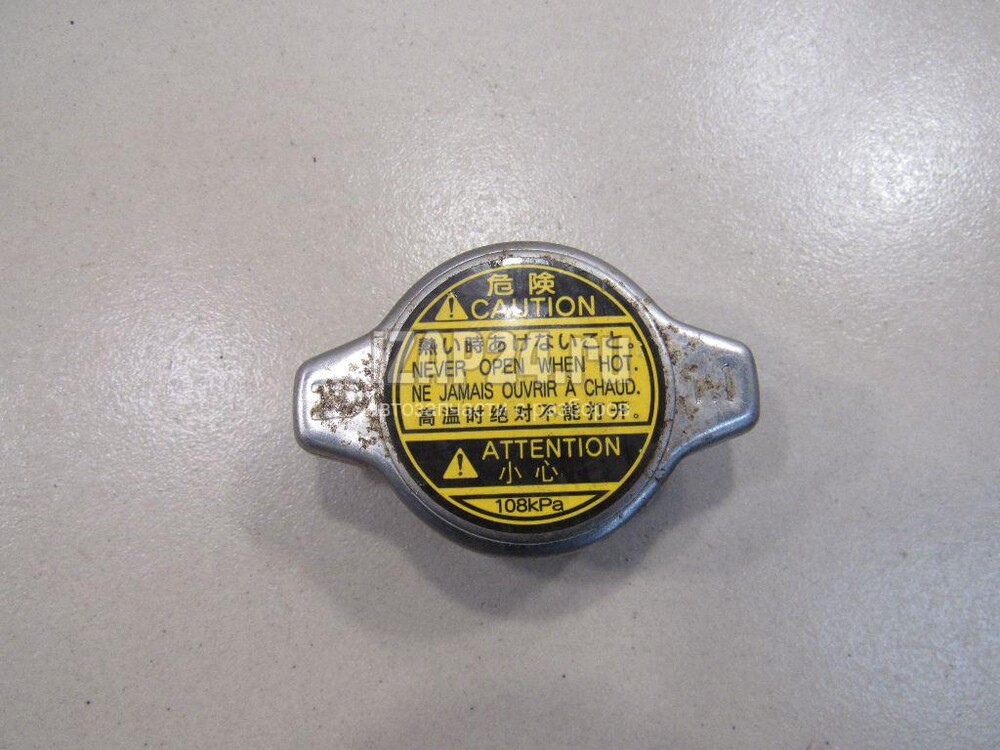 危険
CAUTION
熱い時あけないこと。
NEVER OPEN WHEN HOT.
NE JAMAIS OUVRIR À CHAUD.
高温时绝对不能打开。
ATTENTION
小心
108kPa